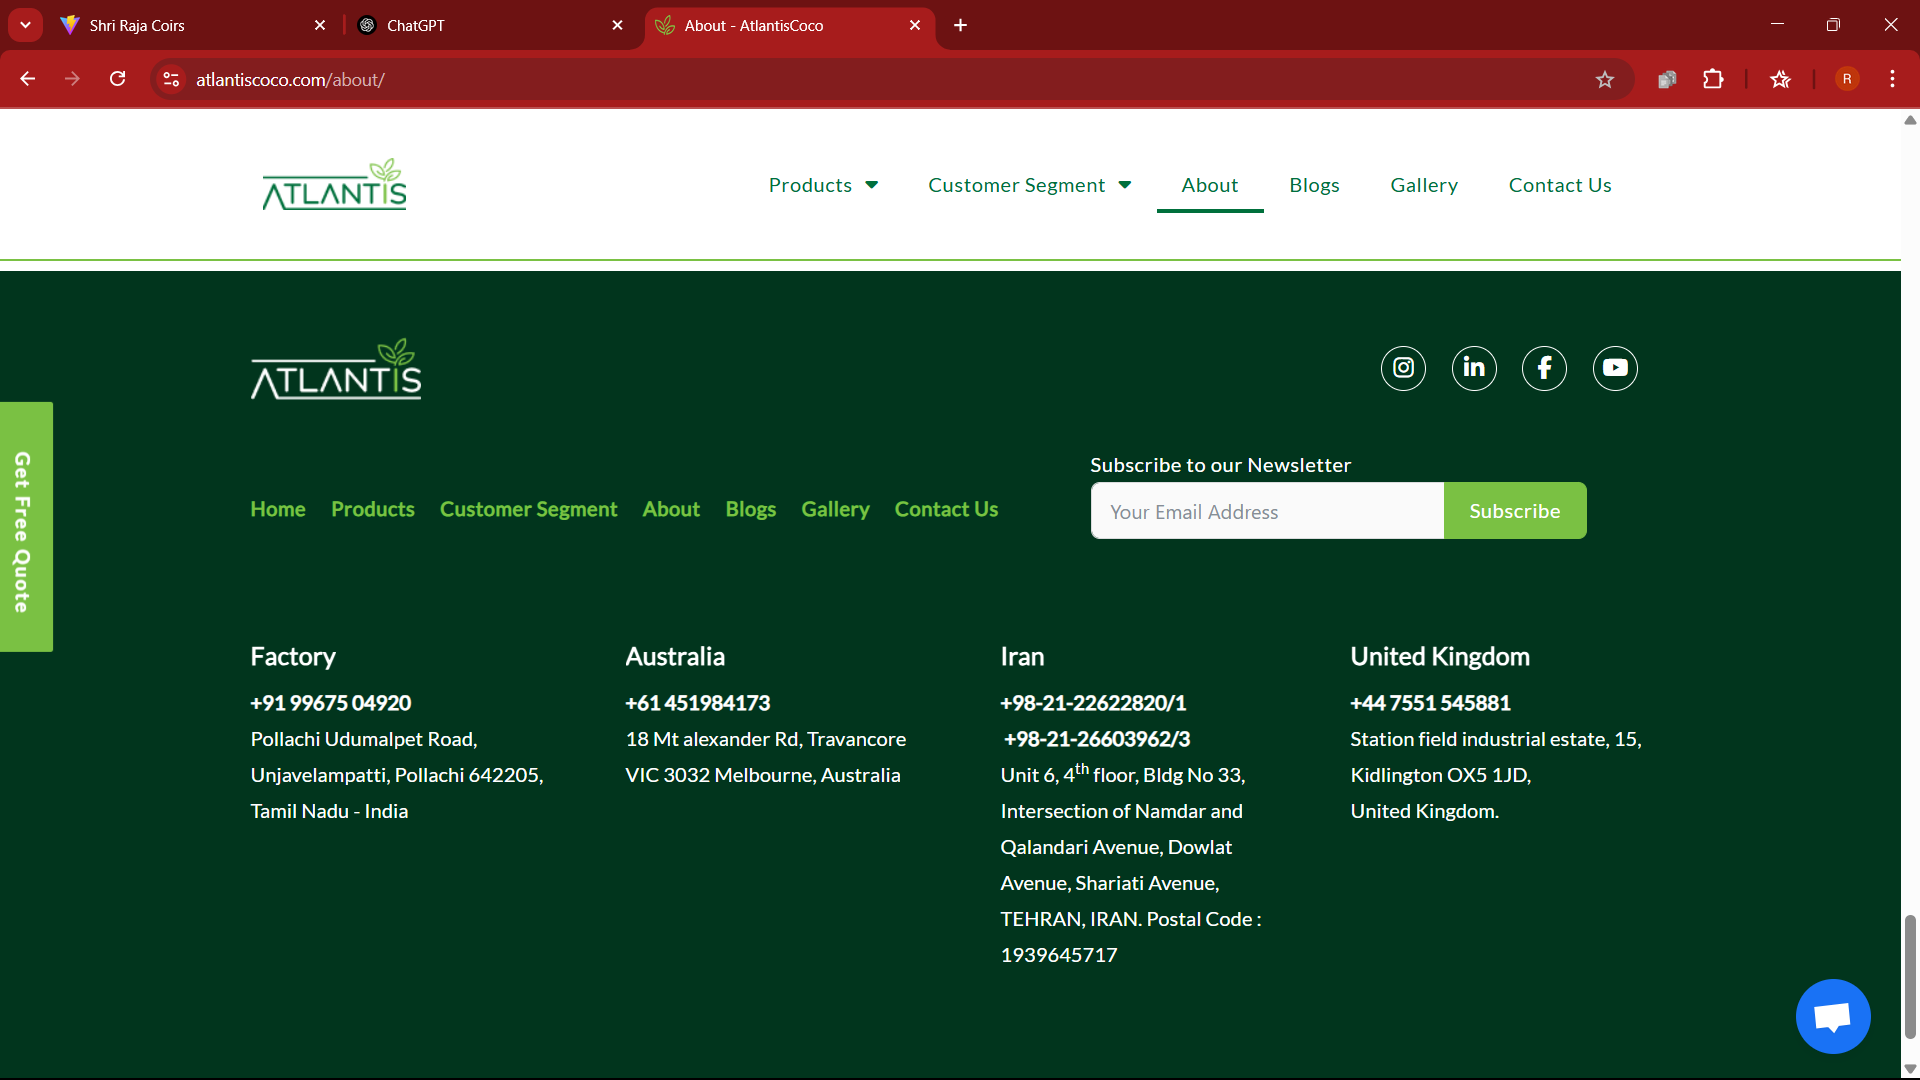 Shri Raja Coirs
ChatGPT
About - AtlantisCoco
atlantiscoco.com/about/
R
ATLANTIS
Products
Customer Segment
About
Blogs
Gallery
Contact Us
ATLANTIS
Get Free Quote
Subscribe to our Newsletter
Home Products Customer Segment About Blogs Gallery Contact Us
Your Email Address
Subscribe
Factory
+91 99675 04920
Pollachi Udumalpet Road,
Unjavelampatti, Pollachi 642205,
Tamil Nadu - India
Australia
+61 451984173
18 Mt alexander Rd, Travancore
VIC 3032 Melbourne, Australia
Iran
+98-21-22622820/1
+98-21-26603962/3
Unit 6, 4th floor, Bldg No 33,
Intersection of Namdar and
Qalandari Avenue, Dowlat
Avenue, Shariati Avenue,
TEHRAN, IRAN. Postal Code :
1939645717
United Kingdom
+44 7551 545881
Station field industrial estate, 15,
Kidlington OX5 1JD,
United Kingdom.